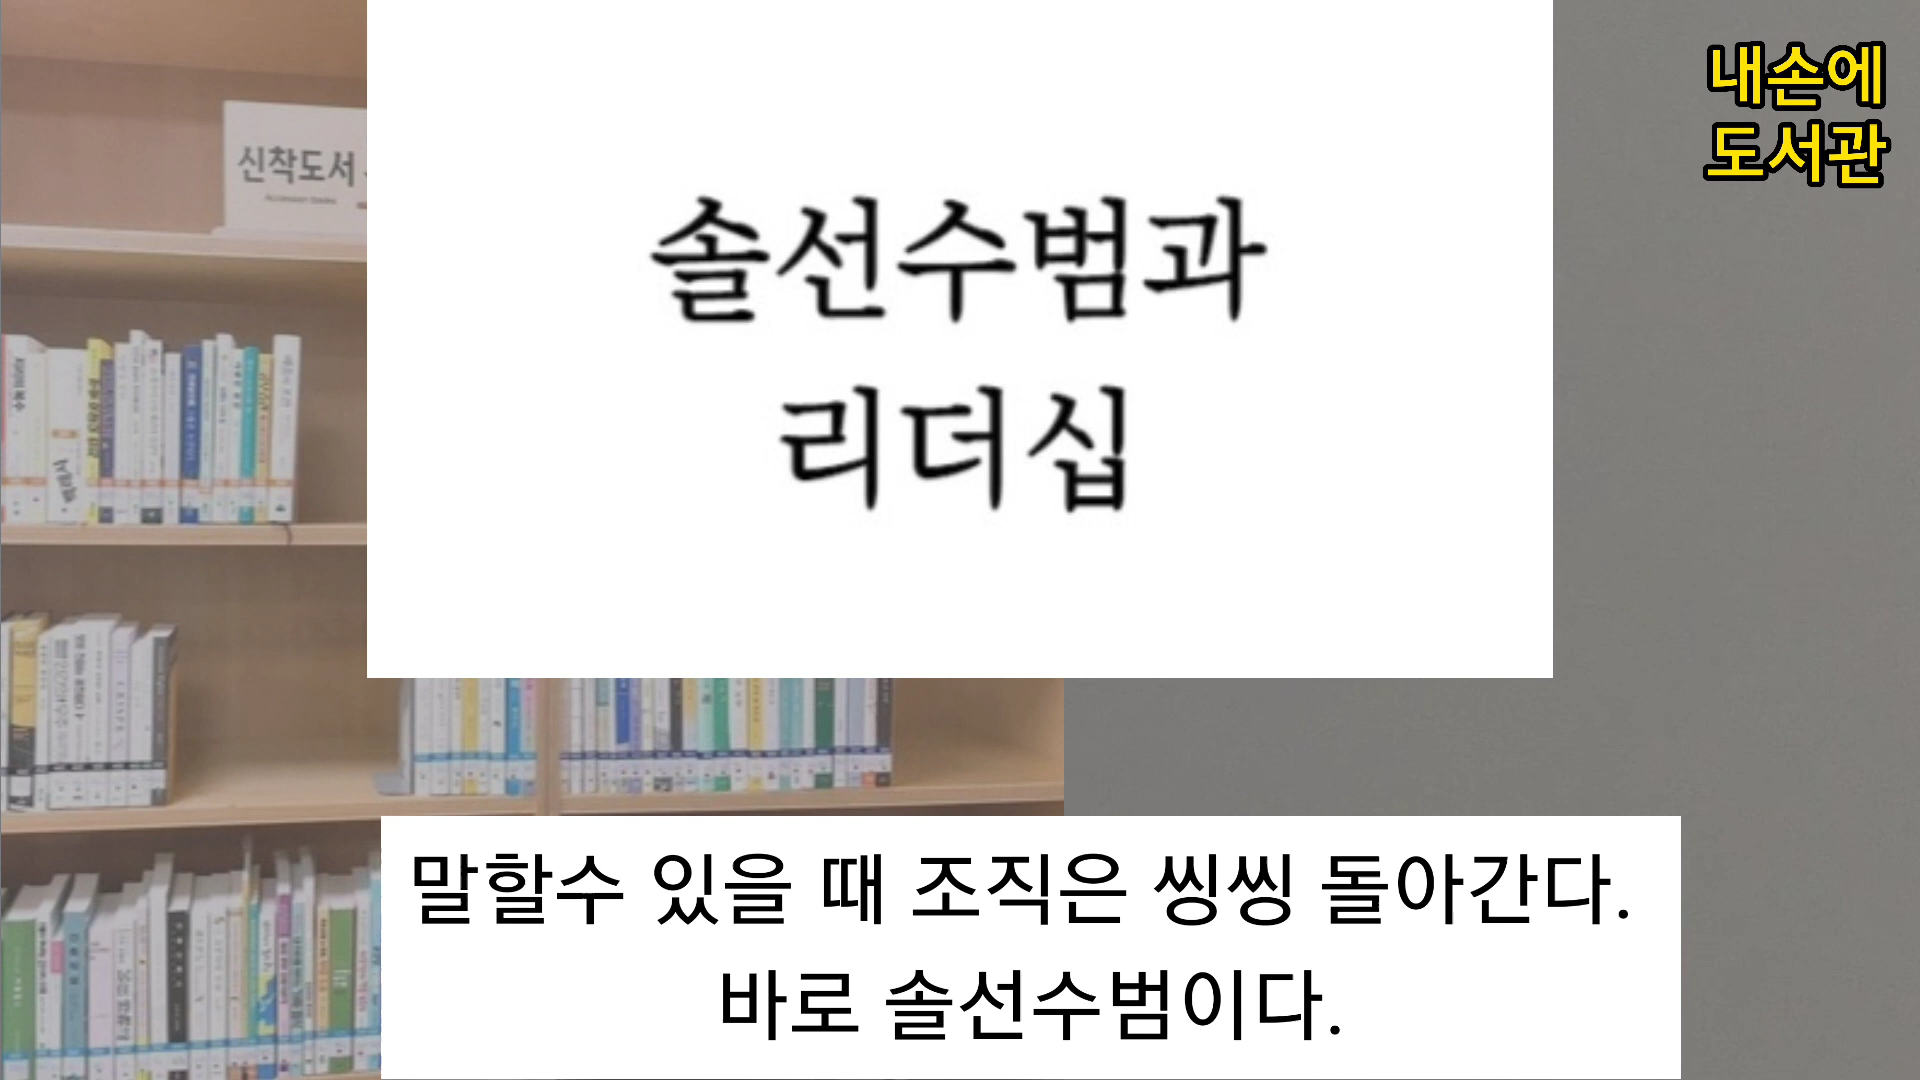 내손에
도서관
신착도서
솔선수범과
리더십
말할수 있을 때 조직은 씽씽 돌아간다.
바로 솔선수범이다.